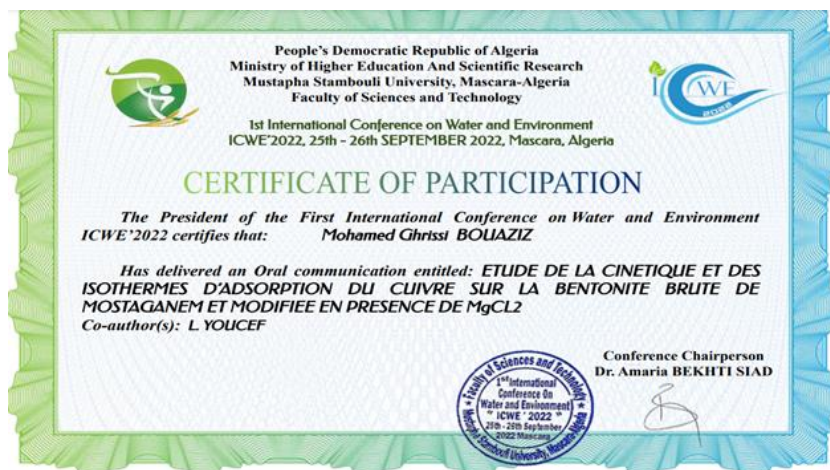 People's Democratic Republic of Algeria
Ministry of Higher Education And Scientific Research
Mustapha Stambouli University, Mascara-Algeria
Faculty of Sciences and Technology
ICWE
2022
1st International Conference on Water and Environment
ICWE'2022, 25th - 26th SEPTEMBER 2022, Mascara, Algeria
CERTIFICATE OF PARTICIPATION
The President of the First International Conference on Water and Environment
ICWE'2022 certifies that: Mohamed Ghrissi BOUAZIZ
Has delivered an Oral communication entitled: ETUDE DE LA CINETIQUE ET DES
ISOTHERMES D'ADSORPTION DU CUIVRE SUR LA BENTONITE BRUTE DE
MOSTAGANEM ET MODIFIEE EN PRESENCE DE MgCL2
Co-author(s): L. YOUCEF
Conference Chairperson
Dr. Amaria BEKHTI SIAD
Faculty of Sciences and Technology
1st International
Conference On
Water and Environment
" ICWE ' 2022 "
25th - 26th September
2022 Mascara
Mustapha Stambouli University, Mascara Algeria